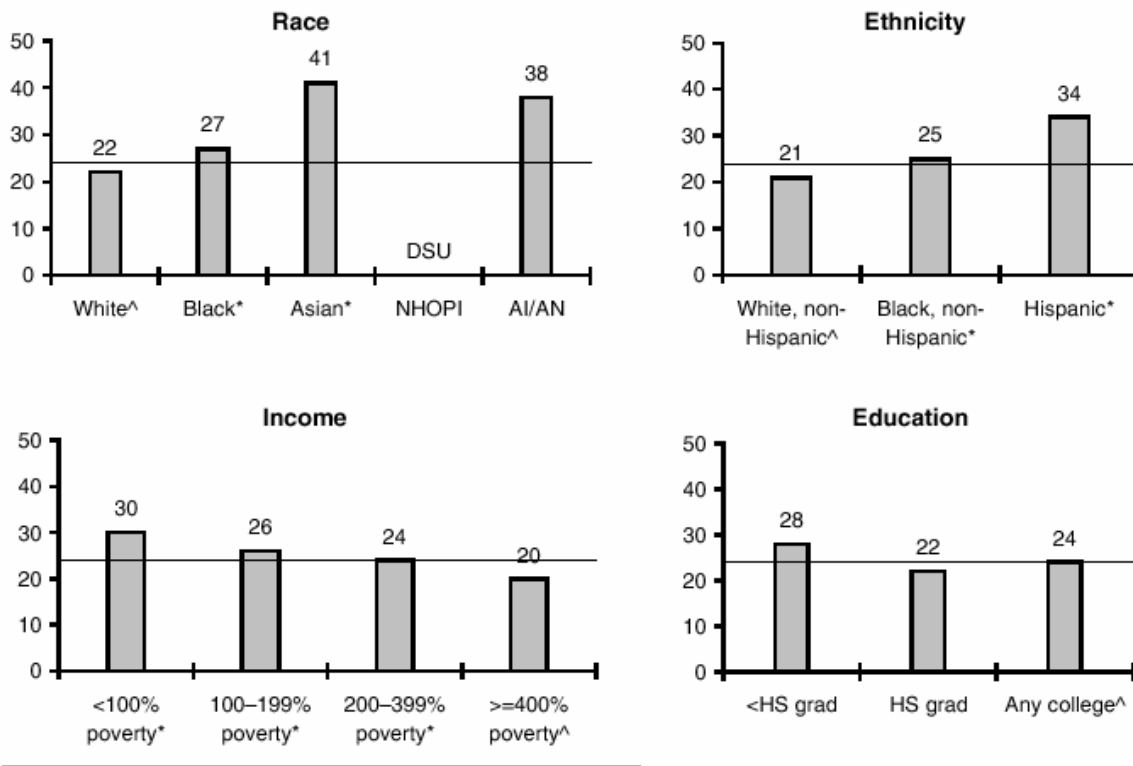 Race
50
40
30
20
10
0
22
27
41
DSU
38
White^
Black*
Asian*
NHOPI
AI/AN
Ethnicity
50
40
30
20
10
0
21
25
34
White, non-
Hispanic^
Black, non-
Hispanic*
Hispanic*
Income
50
40
30
20
10
0
30
26
24
20
<100%
poverty*
100–199%
poverty*
200–399%
poverty*
>=400%
poverty^
Education
50
40
30
20
10
0
28
22
24
<HS grad
HS grad
Any college^